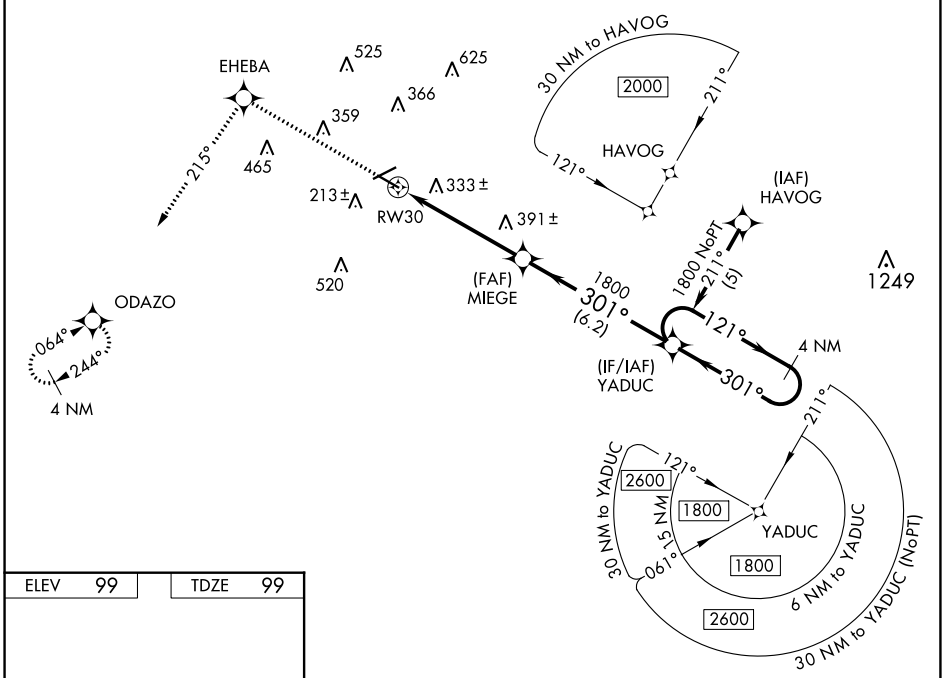 EHEBA
525
625
366
359
465
213±
RW30
333±
391±
520
215°
ODAZO
064°
244°
4 NM
30 NM to HAVOG
2000
211°
HAVOG
121°
(IAF)
HAVOG
1800 NoPT
211°
(5)
1249
(FAF)
MIEGE
1800
301°
(6.2)
(IF/IAF)
YADUC
121°
301°
4 NM
211°
30 NM to YADUC
121°
2600
15 NM
1800
061°
YADUC
1800
6 NM to YADUC
2600
30 NM to YADUC (NoPT)
ELEV 99
TDZE 99